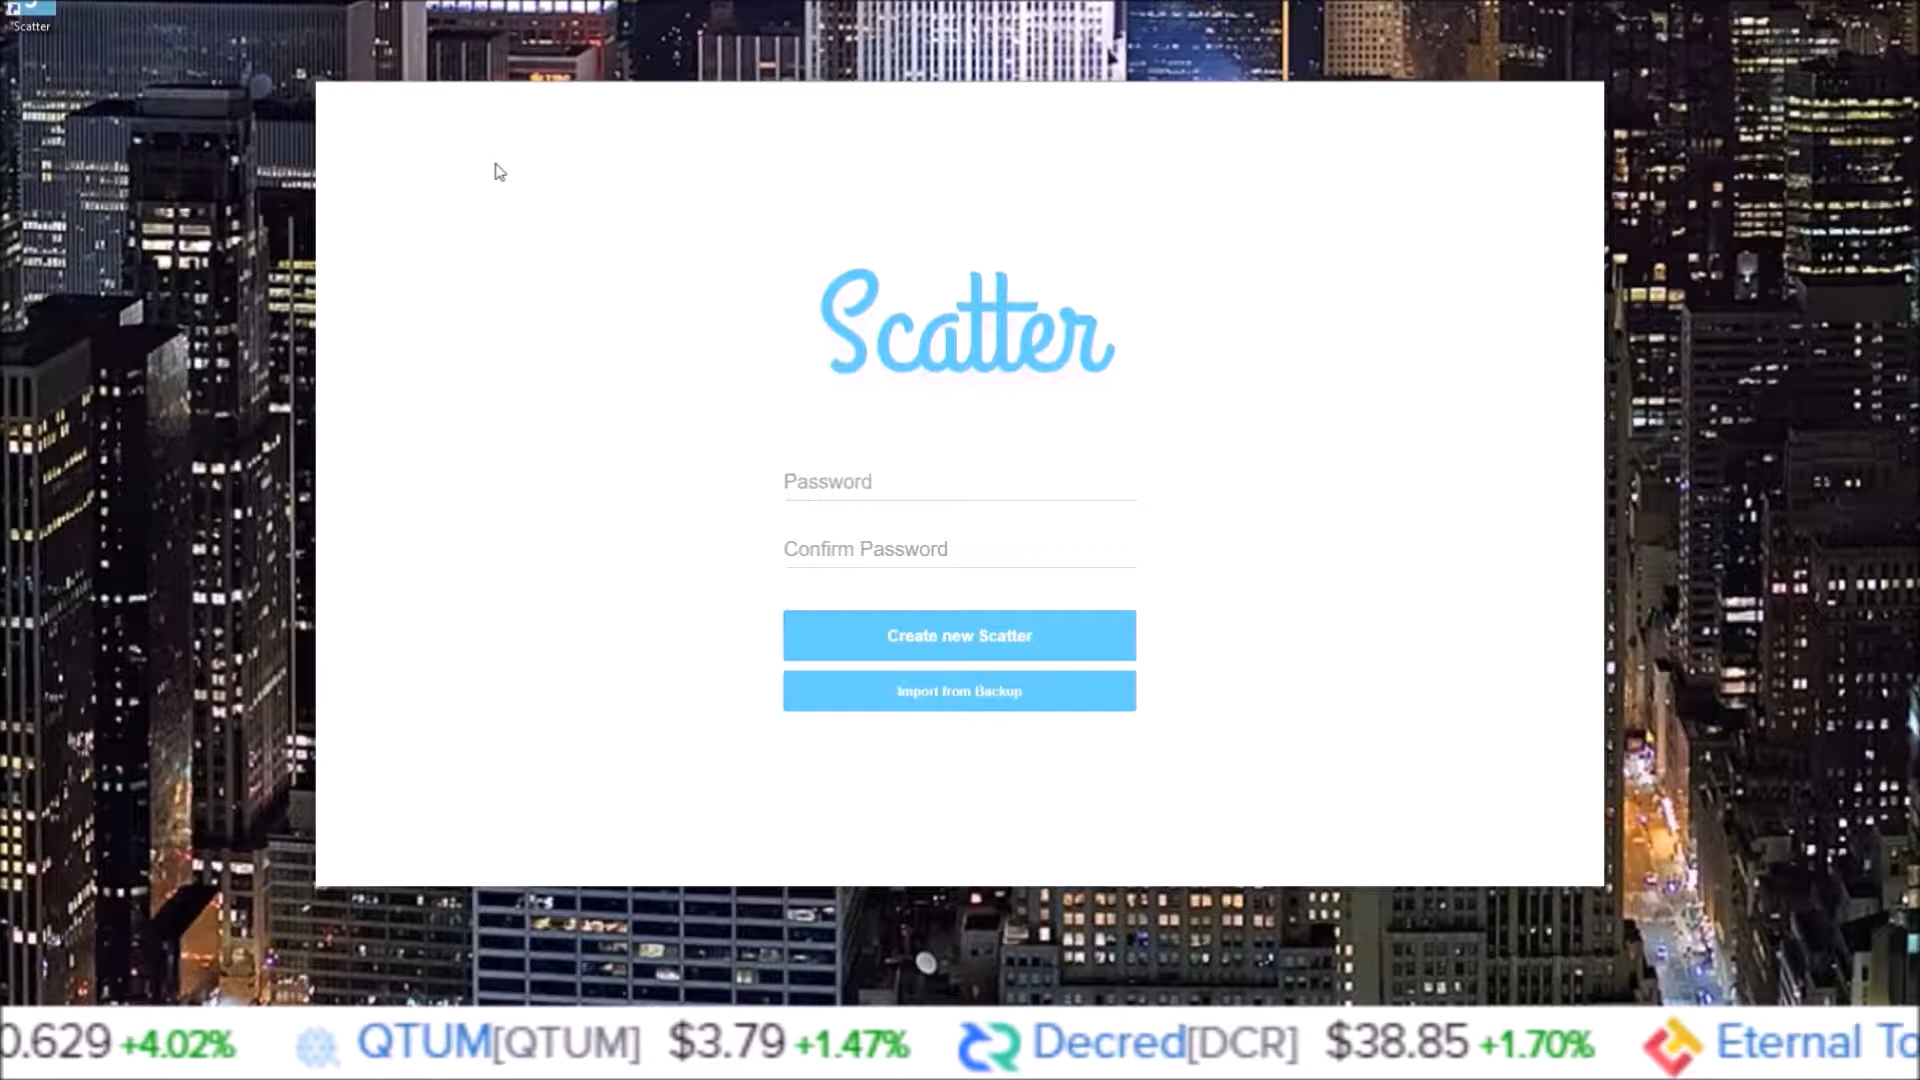 Scatter
Scatter
Password
Confirm Password
Create new Scatter
Import from Backup
0.629 +4.02% QTUM[QTUM] $3.79 +1.47% Decred[DCR] $38.85 +1.70% Eternal To